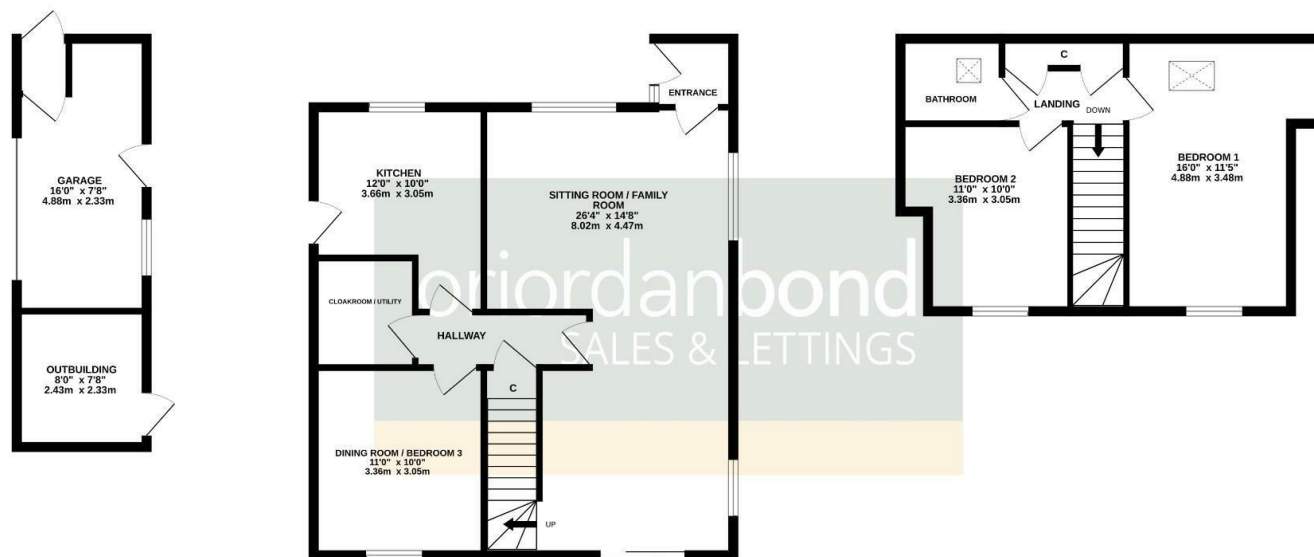 GARAGE
16'0" x 7'8"
4.88m x 2.33m
OUTBUILDING
8'0" x 7'8"
2.43m x 2.33m
ENTRANCE
KITCHEN
12'0" x 10'0"
3.66m x 3.05m
SITTING ROOM / FAMILY
ROOM
26'4" x 14'8"
8.02m x 4.47m
CLOAKROOM / UTILITY
HALLWAY
C
DINING ROOM / BEDROOM 3
11'0" x 10'0"
3.36m x 3.05m
UP
oriordanbond
SALES & LETTINGS
C
BATHROOM
LANDING
DOWN
BEDROOM 2
11'0" x 10'0"
3.36m x 3.05m
BEDROOM 1
16'0" x 11'5"
4.88m x 3.48m